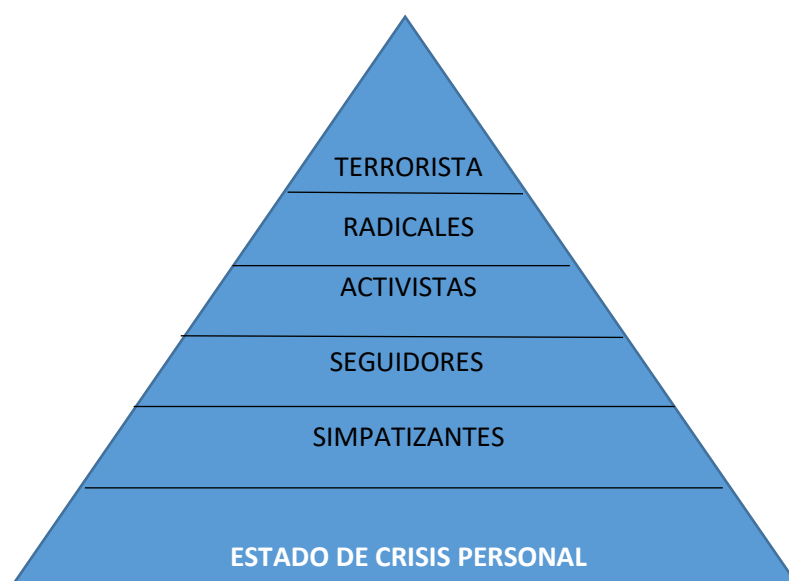 TERRORISTA
RADICALES
ACTIVISTAS
SEGUIDORES
SIMPATIZANTES
ESTADO DE CRISIS PERSONAL